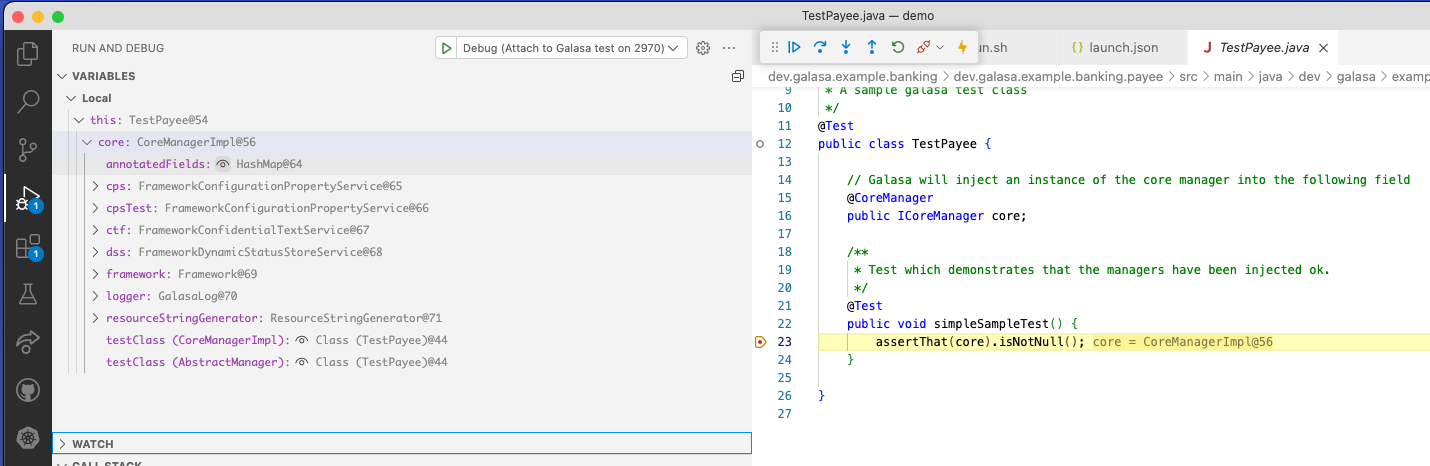 TestPayee.java — demo
RUN AND DEBUG
Debug (Attach to Galasa test on 2970)
VARIABLES
Local
this: TestPayee@54
core: CoreManagerImpl@56
annotatedFields: HashMap@64
cps: FrameworkConfigurationPropertyService@65
cpsTest: FrameworkConfigurationPropertyService@66
ctf: FrameworkConfidentialTextService@67
dss: FrameworkDynamicStatusStoreService@68
framework: Framework@69
logger: GalasaLog@70
resourceStringGenerator: ResourceStringGenerator@71
testClass (CoreManagerImpl): Class (TestPayee)@44
testClass (AbstractManager): Class (TestPayee)@44
WATCH
CALL STACK
1
1
un.sh
{} launch.json
J TestPayee.java
dev.galasa.example.banking > dev.galasa.example.banking.payee > src > main > java > dev > galasa > examp
9 * A sample galasa test class
10 */
11 @Test
12 public class TestPayee {
13
14 // Galasa will inject an instance of the core manager into the following field
15 @CoreManager
16 public ICoreManager core;
17
18 /**
19 * Test which demonstrates that the managers have been injected ok.
20 */
21 @Test
22 public void simpleSampleTest() {
23 assertThat(core).isNotNull(); core = CoreManagerImpl@56
24 }
25
26 }
27